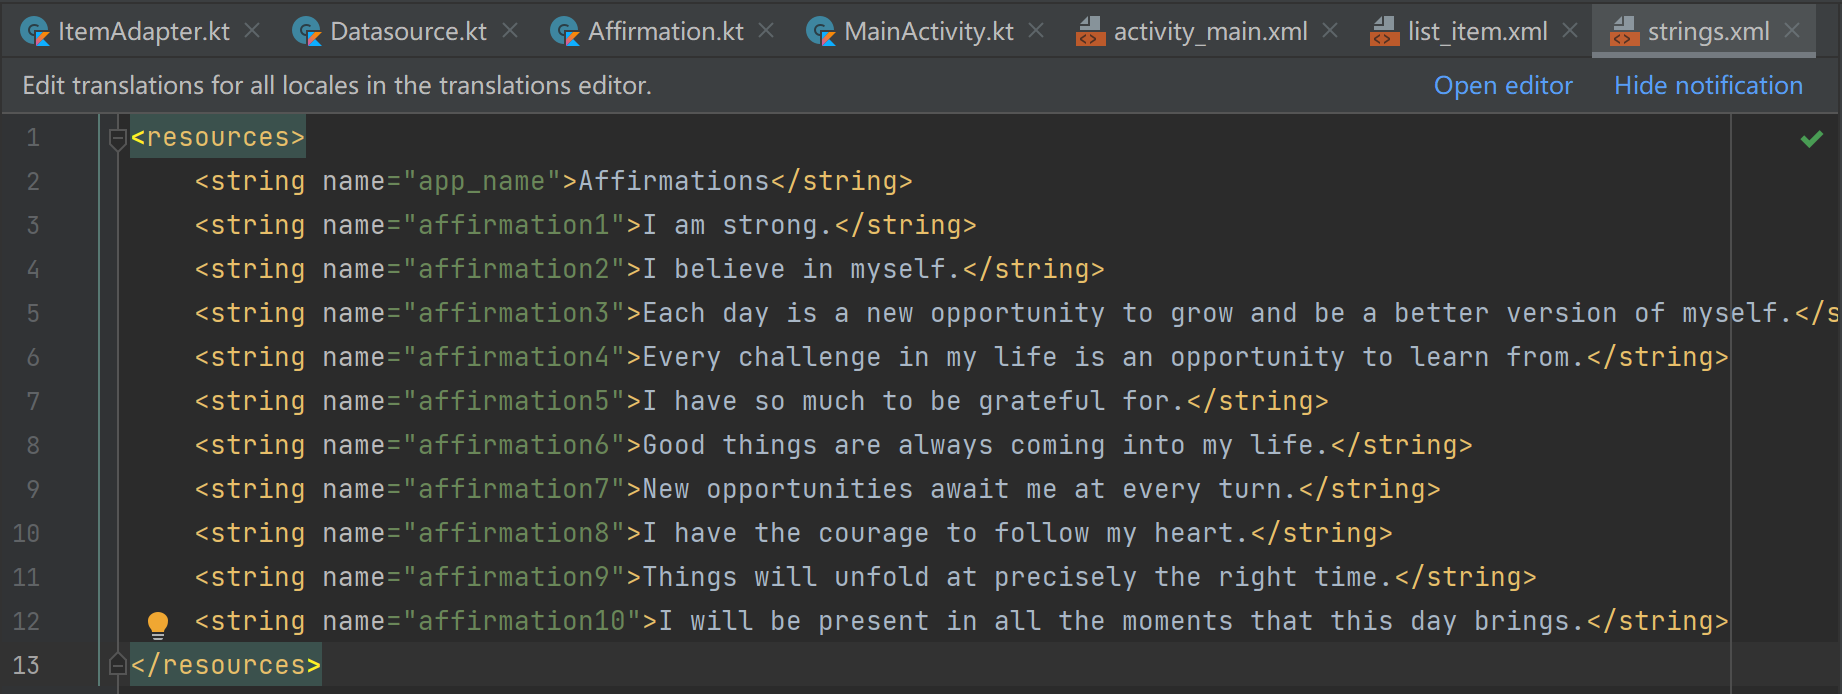 ItemAdapter.kt Datasource.kt Affirmation.kt MainActivity.kt activity_main.xml list_item.xml strings.xml
Edit translations for all locales in the translations editor. Open editor Hide notification
1 <resources>
2 <string name="app_name">Affirmations</string>
3 <string name="affirmation1">I am strong.</string>
4 <string name="affirmation2">I believe in myself.</string>
5 <string name="affirmation3">Each day is a new opportunity to grow and be a better version of myself.</s
6 <string name="affirmation4">Every challenge in my life is an opportunity to learn from.</string>
7 <string name="affirmation5">I have so much to be grateful for.</string>
8 <string name="affirmation6">Good things are always coming into my life.</string>
9 <string name="affirmation7">New opportunities await me at every turn.</string>
10 <string name="affirmation8">I have the courage to follow my heart.</string>
11 <string name="affirmation9">Things will unfold at precisely the right time.</string>
12 <string name="affirmation10">I will be present in all the moments that this day brings.</string>
13 </resources>